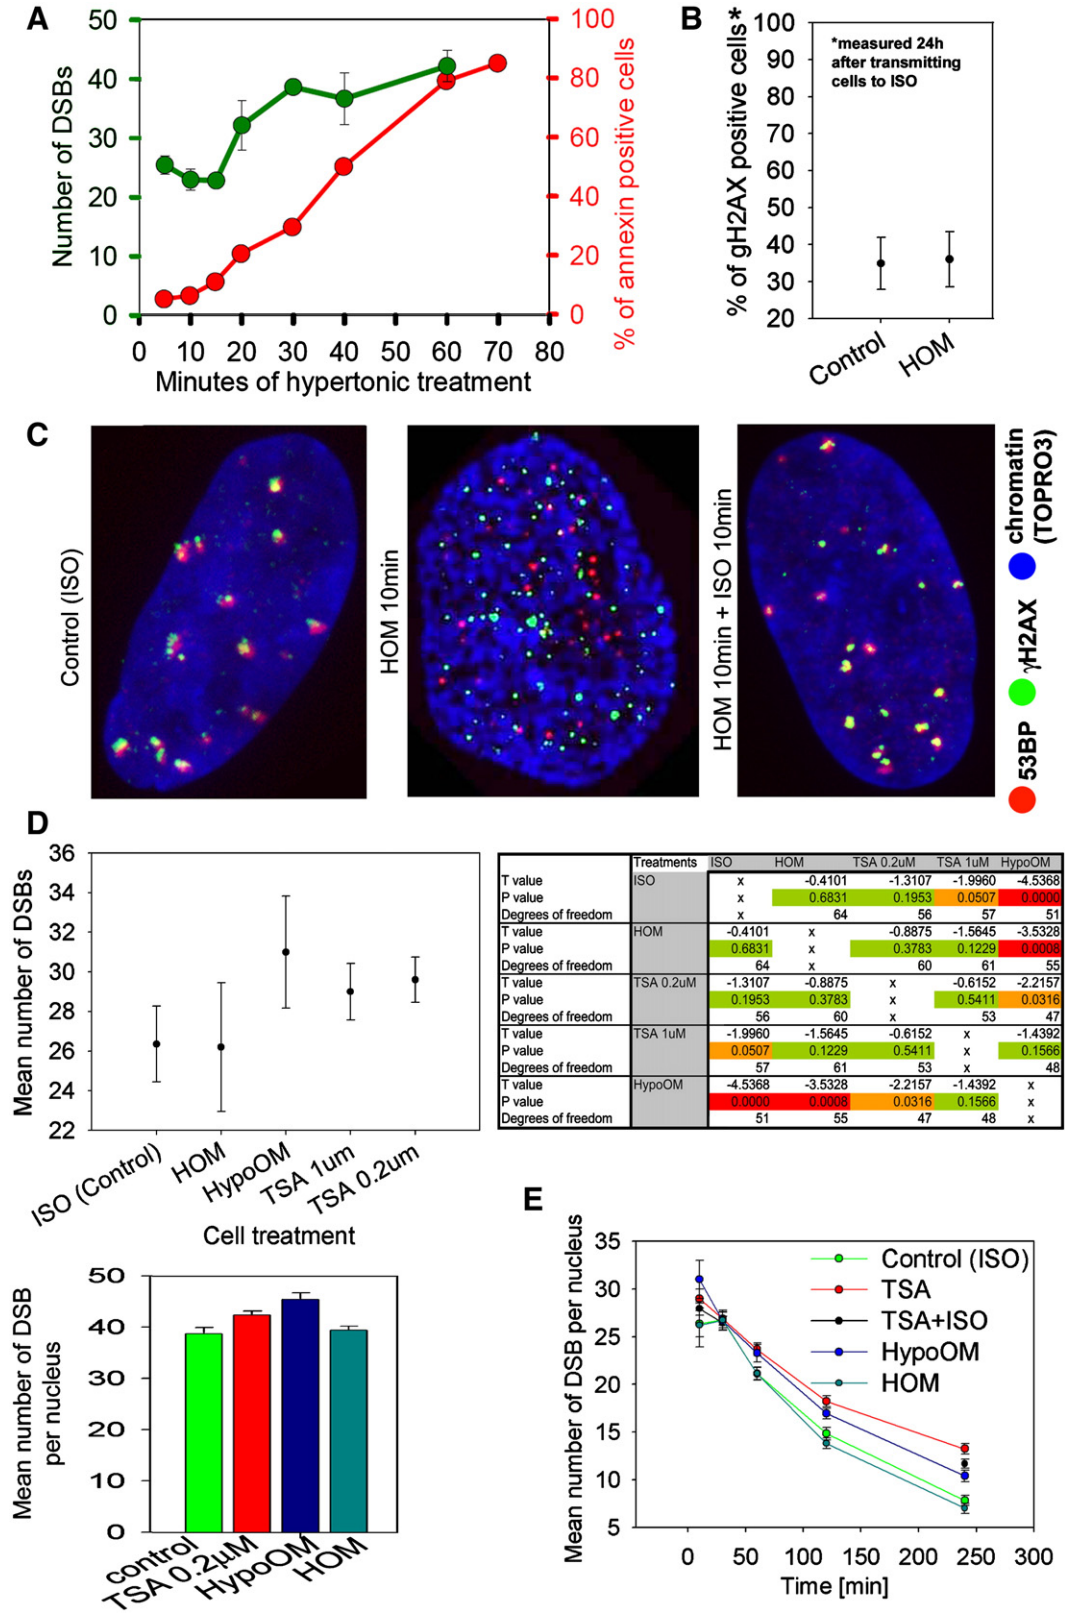 A
50
40
30
20
10
0
Number of DSBs
100
80
60
40
20
0
% of annexin positive cells
0 10 20 30 40 50 60 70 80
Minutes of hypertonic treatment
B
100
90
80
70
60
50
40
30
20
% of gH2AX positive cells*
*measured 24h
after transmitting
cells to ISO
Control
HOM
C
Control (ISO)
HOM 10min
HOM 10min + ISO 10min
53BP
γH2AX
chromatin
(TOPRO3)
D
36
34
32
30
28
26
24
22
Mean number of DSBs
ISO (Control)
HOM
HypoOM
TSA 1um
TSA 0.2um
Cell treatment
Treatments ISO HOM TSA 0.2uM TSA 1uM HypoOM
T value ISO x -0.4101 -1.3107 -1.9960 -4.5368
P value x 0.6831 0.1953 0.0507 0.0000
Degrees of freedom x 64 56 57 51
T value HOM -0.4101 x -0.8875 -1.5645 -3.5328
P value 0.6831 x 0.3783 0.1229 0.0008
Degrees of freedom 64 x 60 61 55
T value TSA 0.2uM -1.3107 -0.8875 x -0.6152 -2.2157
P value 0.1953 0.3783 x 0.5411 0.0316
Degrees of freedom 56 60 x 53 47
T value TSA 1uM -1.9960 -1.5645 -0.6152 x -1.4392
P value 0.0507 0.1229 0.5411 x 0.1566
Degrees of freedom 57 61 53 x 48
T value HypoOM -4.5368 -3.5328 -2.2157 -1.4392 x
P value 0.0000 0.0008 0.0316 0.1566 x
Degrees of freedom 51 55 47 48 x
50
40
30
20
10
0
Mean number of DSB
per nucleus
control
TSA 0.2μM
HypoOM
HOM
E
35
30
25
20
15
10
5
Mean number of DSB per nucleus
Control (ISO)
TSA
TSA+ISO
HypoOM
HOM
0 50 100 150 200 250 300
Time [min]